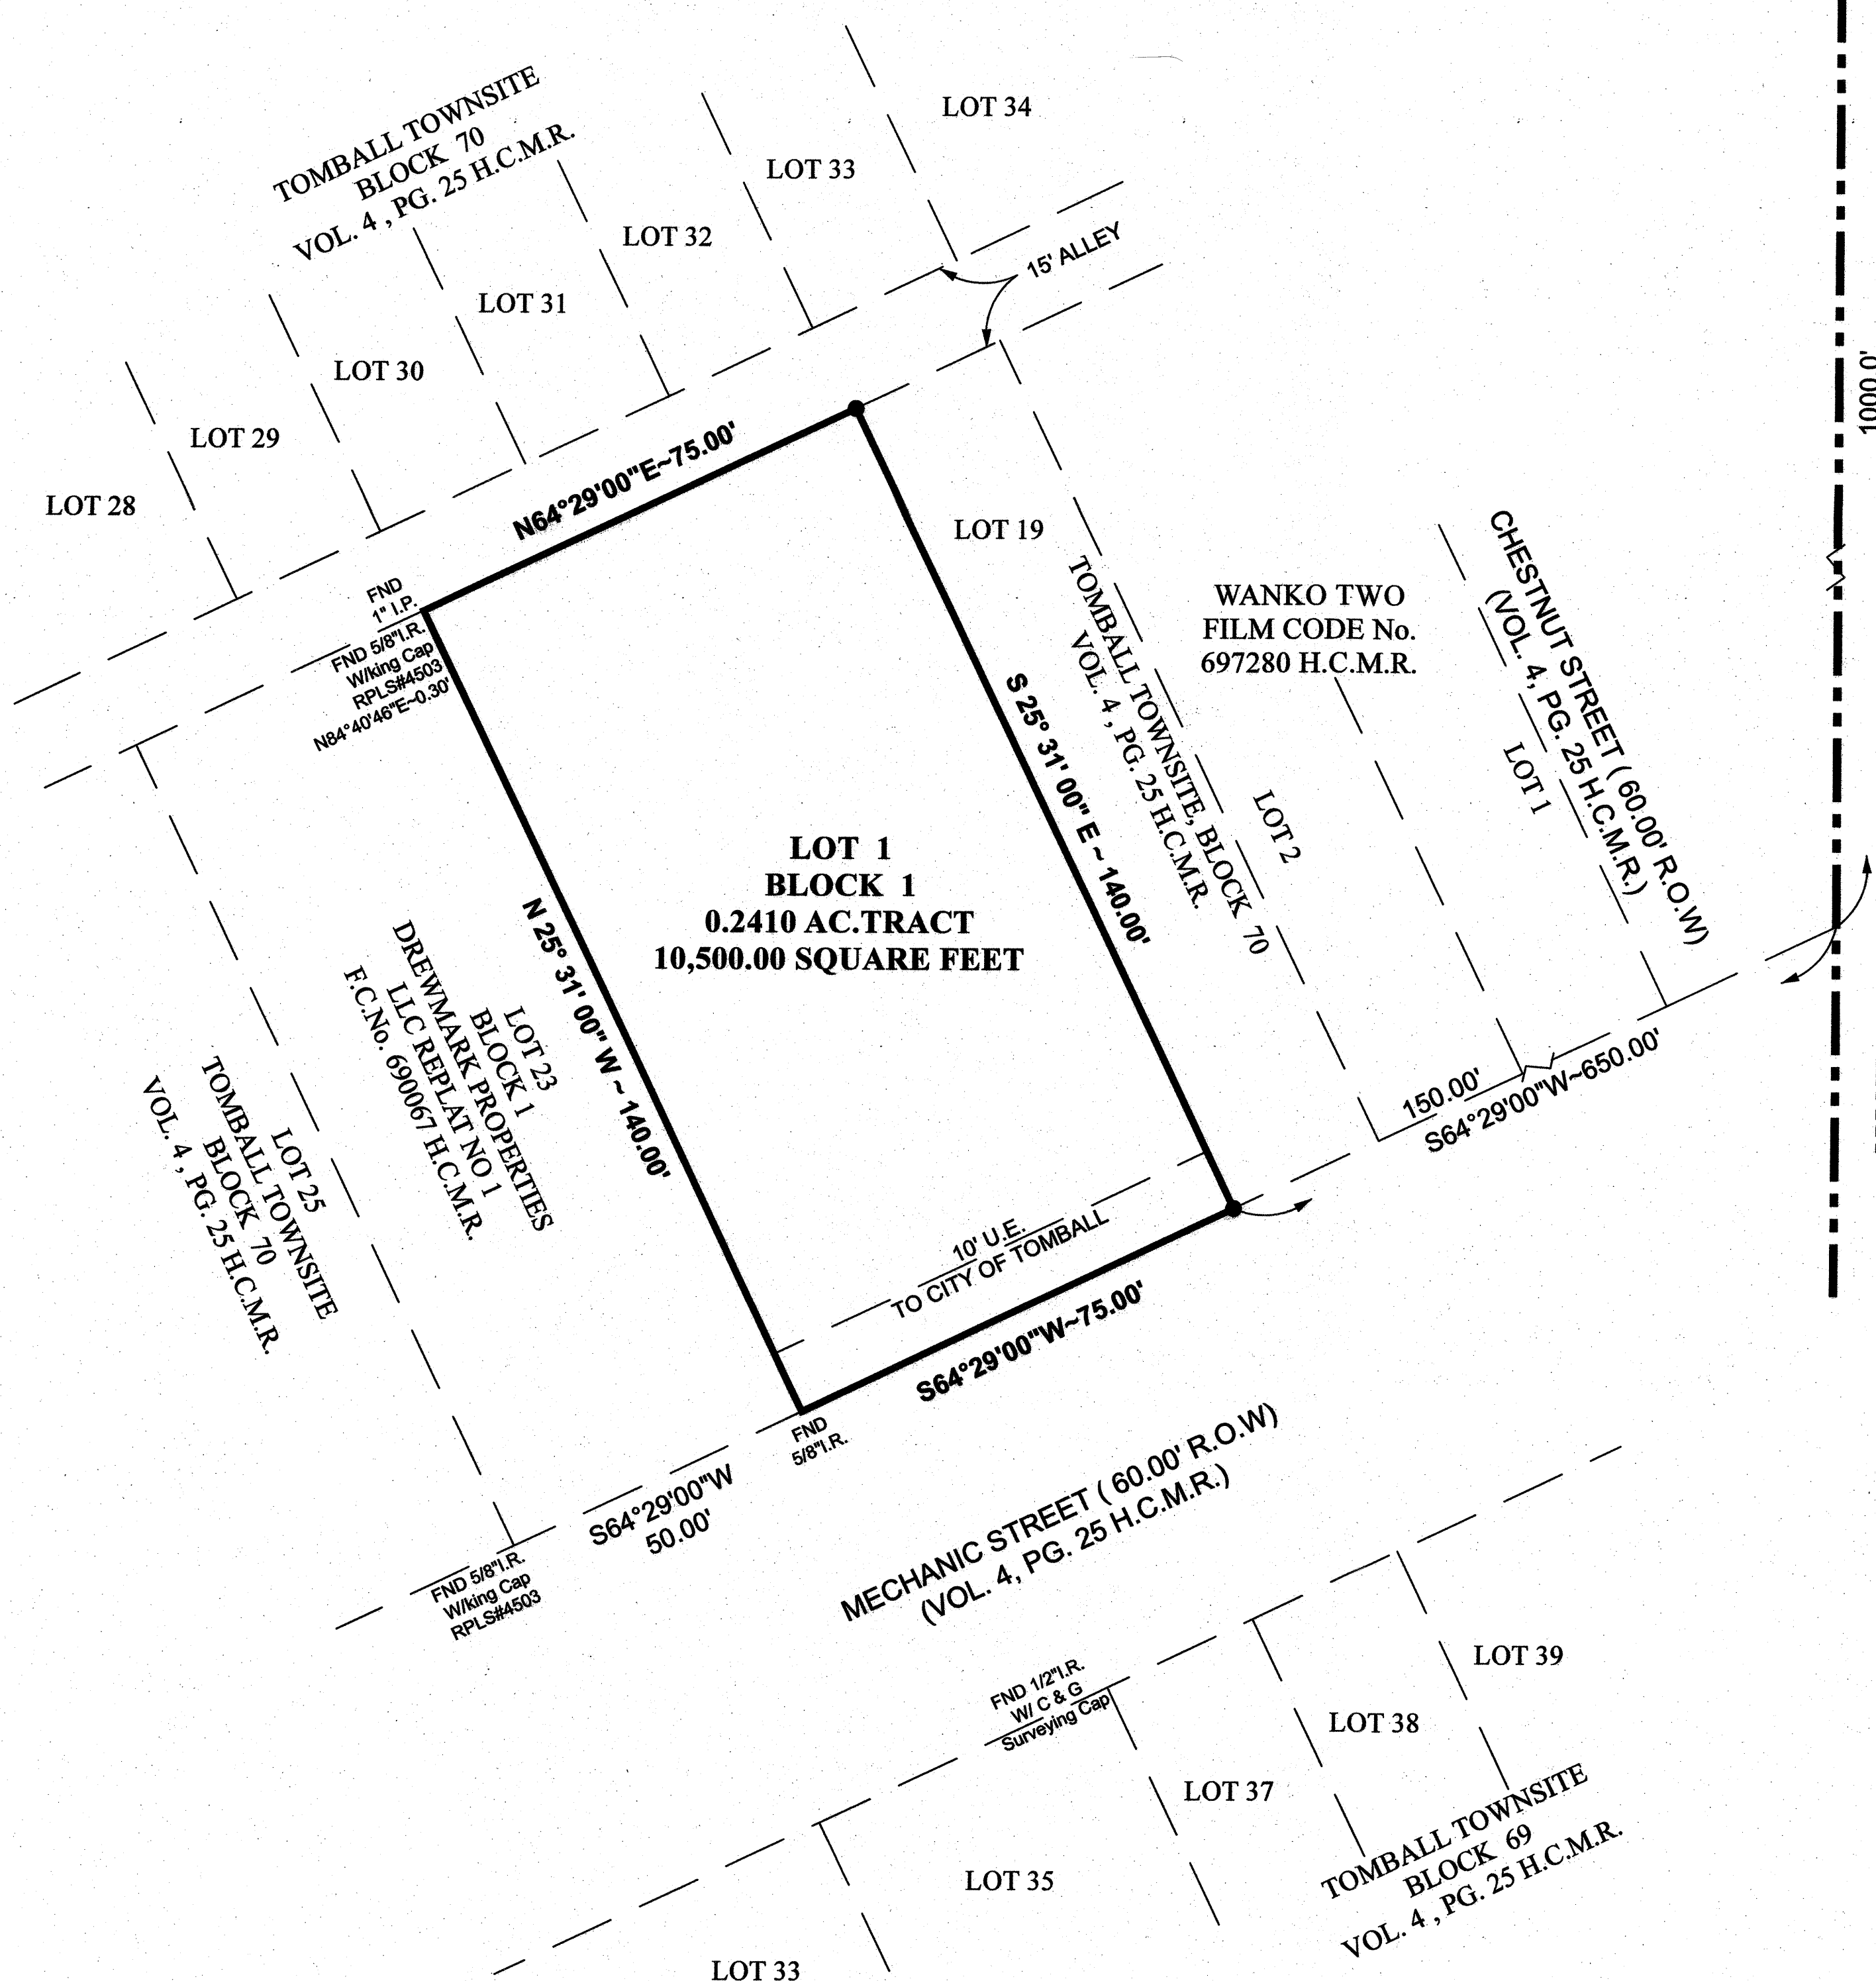 TOMBALL TOWNSITE
BLOCK 70
VOL. 4 , PG. 25 H.C.M.R.
LOT 34
LOT 33
LOT 32
LOT 31
LOT 30
LOT 29
LOT 28
15' ALLEY
1000.0'
N64°29'00"E~75.00'
FND
1" I.P.
FND 5/8"I.R.
W/king Cap
RPLS#4503
N84°40'46"E~0.30'
LOT 19
TOMBALL TOWNSITE, BLOCK 70
VOL. 4 , PG. 25 H.C.M.R.
WANKO TWO
FILM CODE No.
697280 H.C.M.R.
CHESTNUT STREET ( 60.00' R.O.W)
(VOL. 4, PG. 25 H.C.M.R.)
LOT 1
LOT 2
S 25° 31' 00" E ~ 140.00'
LOT 1
BLOCK 1
0.2410 AC.TRACT
10,500.00 SQUARE FEET
N 25° 31' 00" W ~ 140.00'
LOT 23
BLOCK 1
DREWMARK PROPERTIES
LLC REPLAT NO 1
F.C.No. 690067 H.C.M.R.
LOT 25
TOMBALL TOWNSITE
BLOCK 70
VOL. 4 , PG. 25 H.C.M.R.
150.00'
S64°29'00"W~650.00'
10' U.E.
TO CITY OF TOMBALL
S64°29'00"W~75.00'
FND
5/8"I.R.
S64°29'00"W
50.00'
FND 5/8"I.R.
W/king Cap
RPLS#4503
MECHANIC STREET ( 60.00' R.O.W)
(VOL. 4, PG. 25 H.C.M.R.)
FND 1/2"I.R.
W/ C & G
Surveying Cap
LOT 39
LOT 38
LOT 37
LOT 35
LOT 33
TOMBALL TOWNSITE
BLOCK 69
VOL. 4 , PG. 25 H.C.M.R.